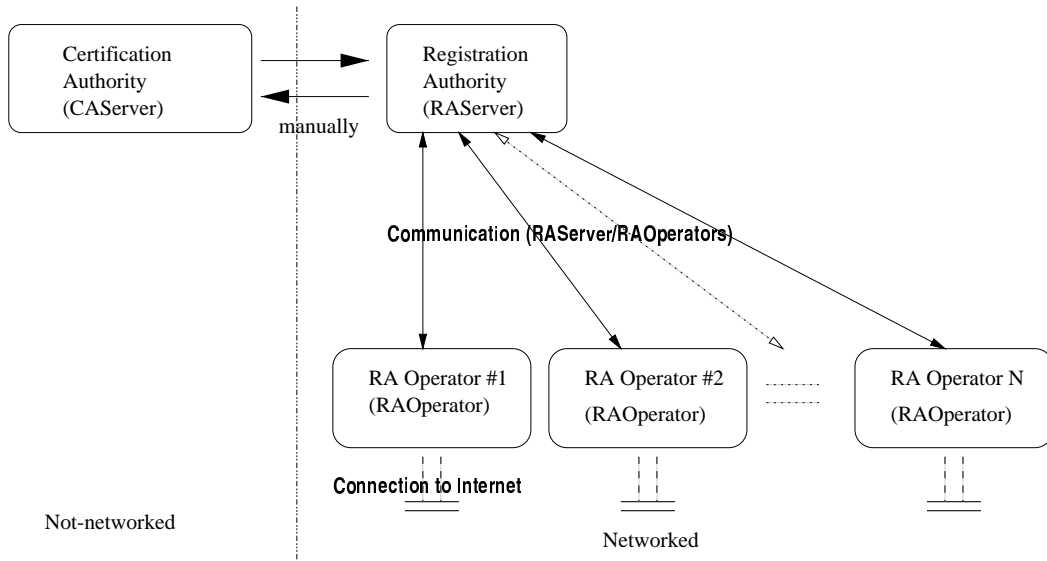 Certification
Authority
(CAServer)
Registration
Authority
(RAServer)
manually
Communication (RAServer/RAOperators)
RA Operator #1
(RAOperator)
RA Operator #2
(RAOperator)
RA Operator N
(RAOperator)
Connection to Internet
Not-networked
Networked